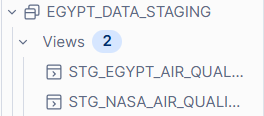 EGYPT_DATA_STAGING
Views 2
STG_EGYPT_AIR_QUAL...
STG_NASA_AIR_QUALI...